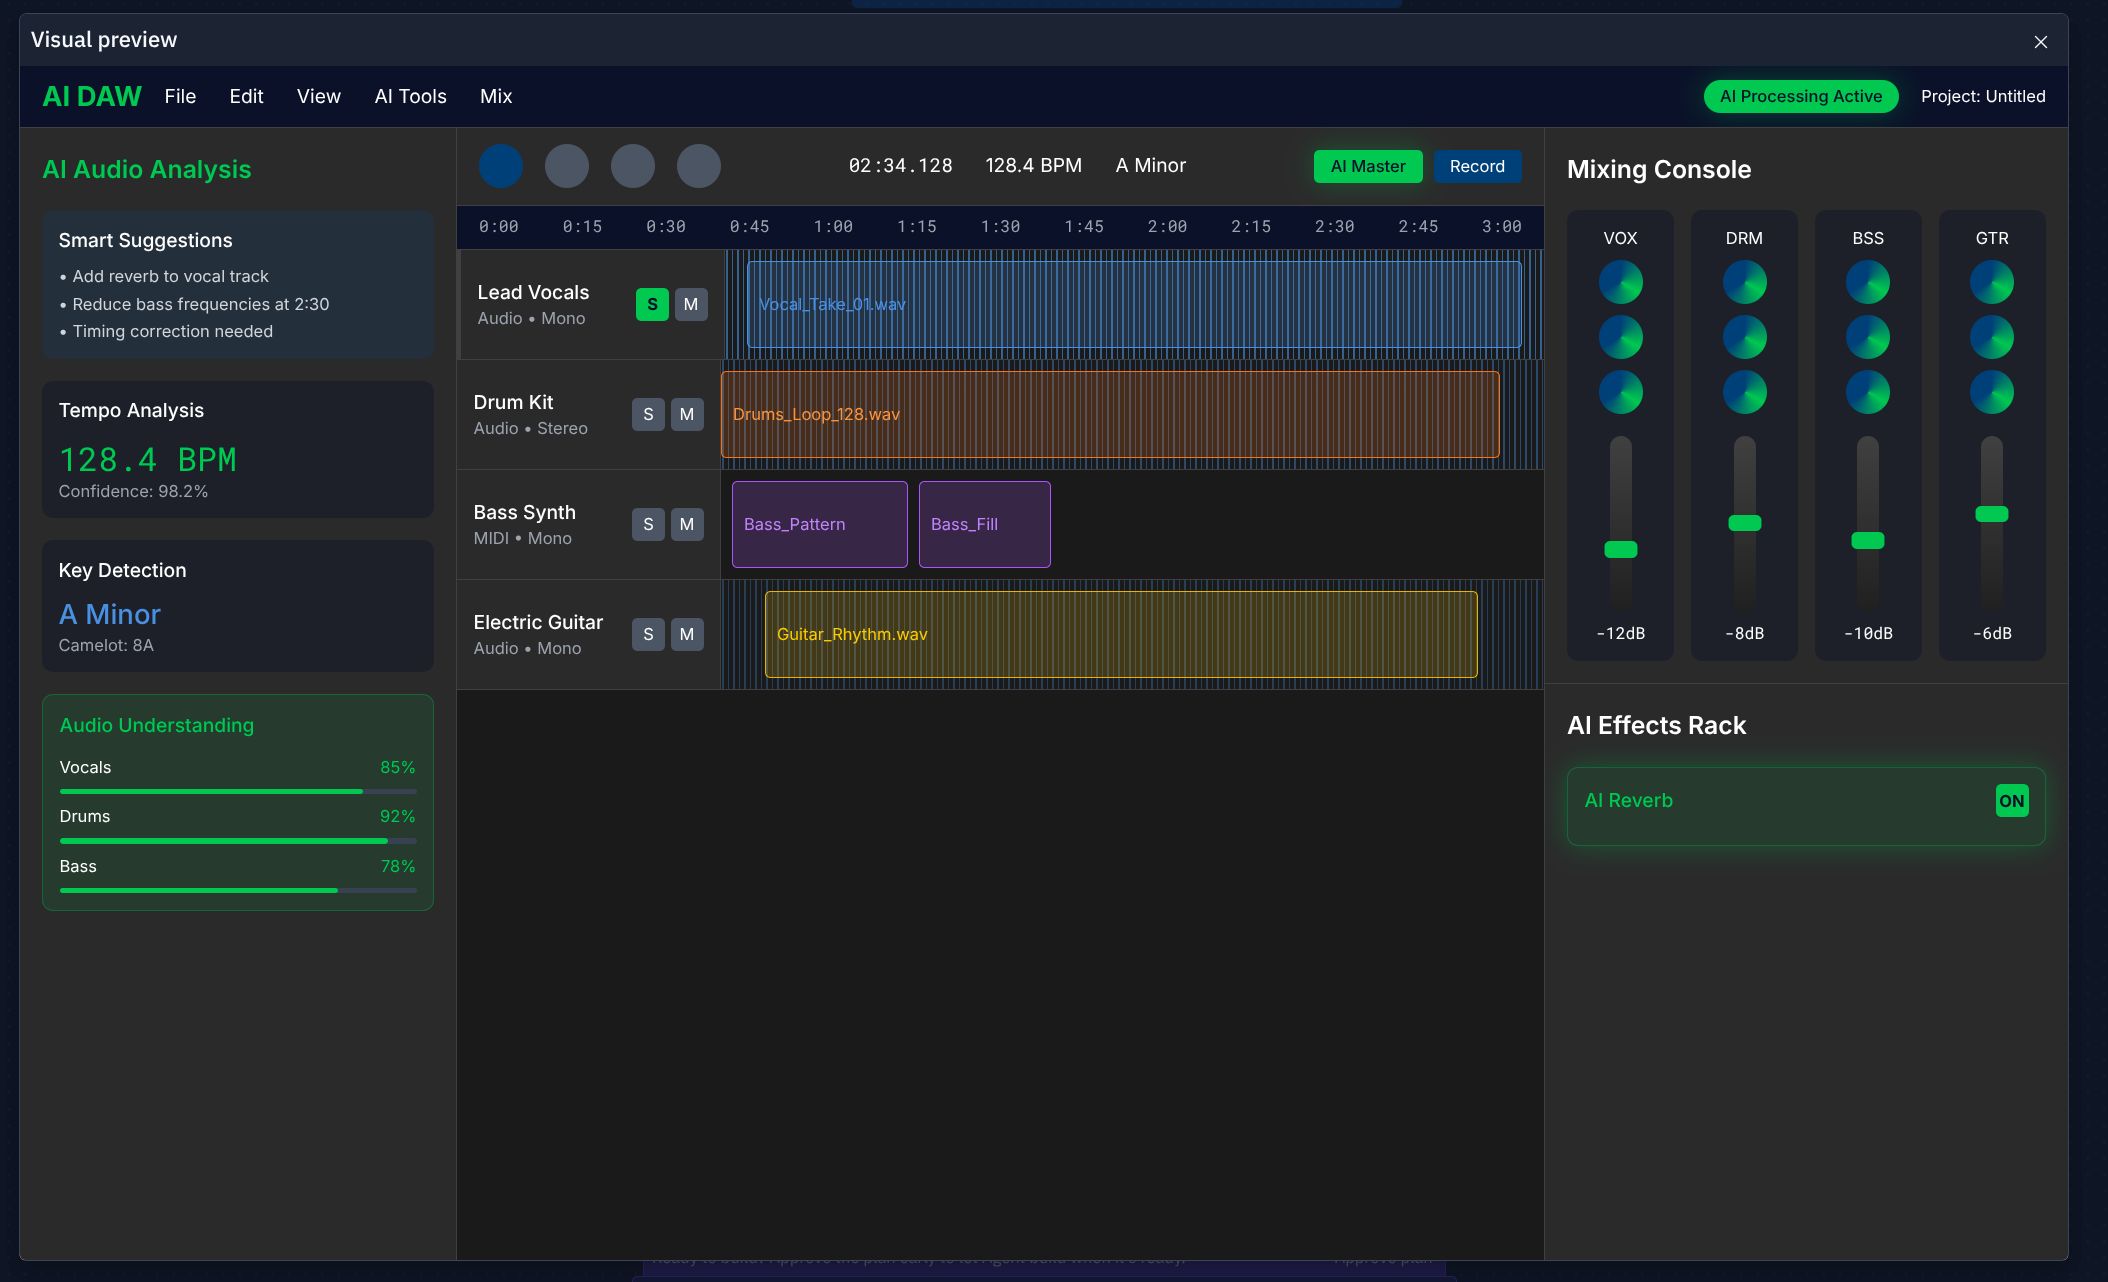 Visual preview
AI DAW File Edit View AI Tools Mix AI Processing Active Project: Untitled
AI Audio Analysis
Smart Suggestions
• Add reverb to vocal track
• Reduce bass frequencies at 2:30
• Timing correction needed
Tempo Analysis
128.4 BPM
Confidence: 98.2%
Key Detection
A Minor
Camelot: 8A
Audio Understanding
Vocals 85%
Drums 92%
Bass 78%
02:34.128 128.4 BPM A Minor AI Master Record
0:00 0:15 0:30 0:45 1:00 1:15 1:30 1:45 2:00 2:15 2:30 2:45 3:00
Lead Vocals
Audio • Mono
S M
Vocal_Take_01.wav
Drum Kit
Audio • Stereo
S M
Drums_Loop_128.wav
Bass Synth
MIDI • Mono
S M
Bass_Pattern Bass_Fill
Electric Guitar
Audio • Mono
S M
Guitar_Rhythm.wav
Mixing Console
VOX DRM BSS GTR
-12dB -8dB -10dB -6dB
AI Effects Rack
AI Reverb ON